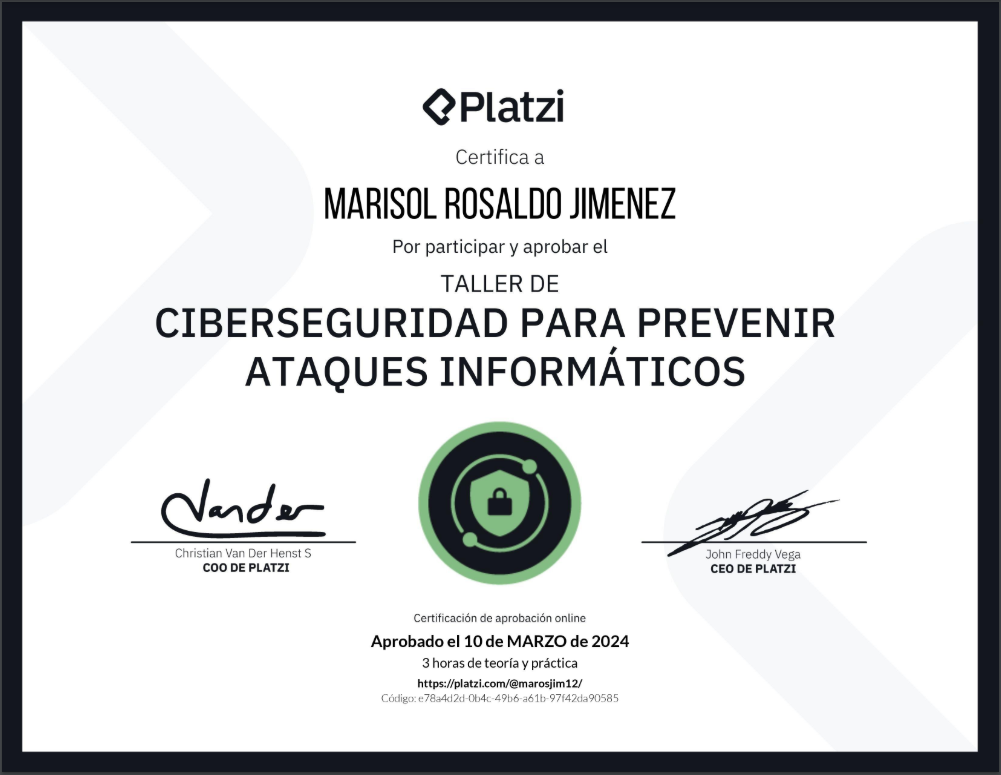 Platzi
Certifica a
MARISOL ROSALDO JIMENEZ
Por participar y aprobar el
TALLER DE
CIBERSEGURIDAD PARA PREVENIR
ATAQUES INFORMÁTICOS
Vander
Christian Van Der Henst S
COO DE PLATZI
John Freddy Vega
CEO DE PLATZI
Certificación de aprobación online
Aprobado el 10 de MARZO de 2024
3 horas de teoría y práctica
https://platzi.com/@marosjim12/
Código: e78a4d2d-0b4c-49b6-a61b-97f42da90585